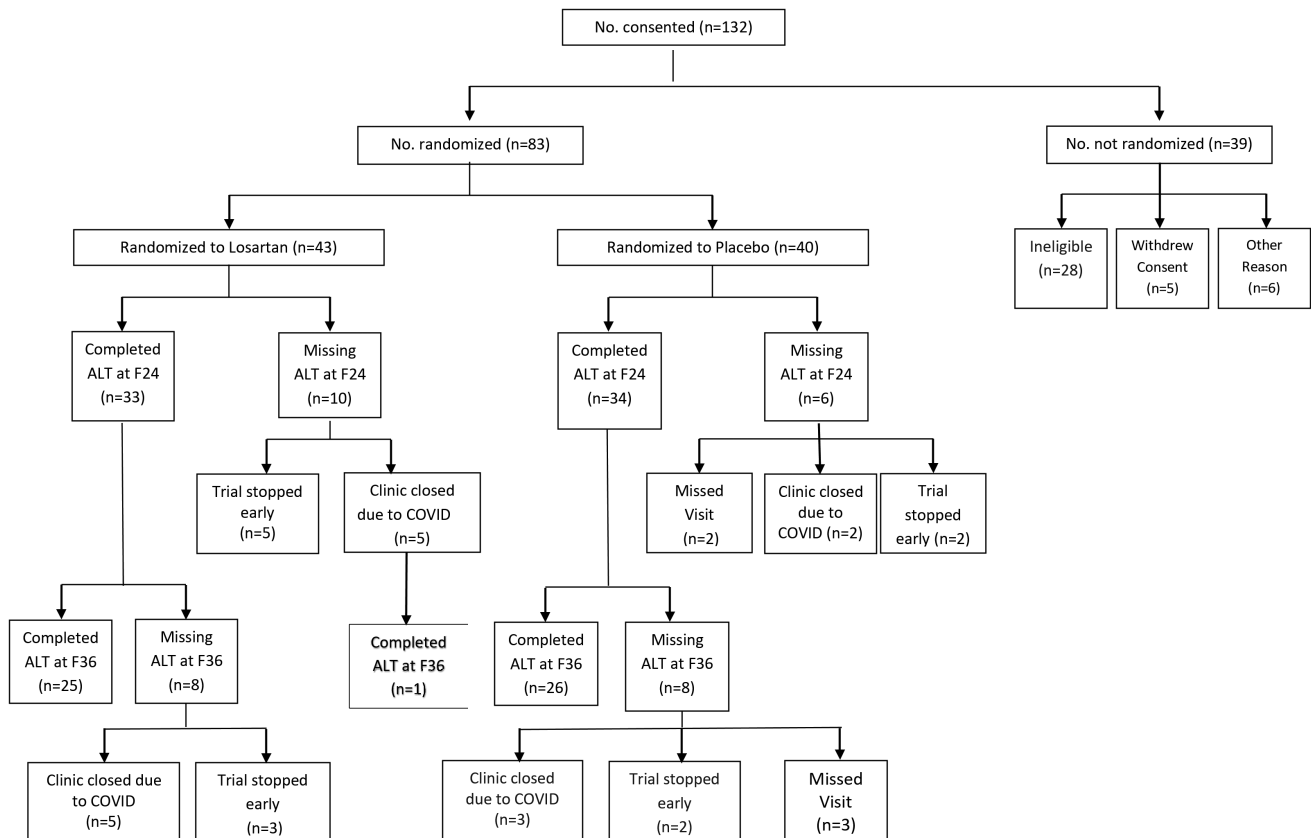 No. consented (n=132)
No. randomized (n=83)
No. not randomized (n=39)
Randomized to Losartan (n=43)
Randomized to Placebo (n=40)
Ineligible
(n=28)
Withdrew
Consent
(n=5)
Other
Reason
(n=6)
Completed
ALT at F24
(n=33)
Missing
ALT at F24
(n=10)
Completed
ALT at F24
(n=34)
Missing
ALT at F24
(n=6)
Trial stopped
early
(n=5)
Clinic closed
due to COVID
(n=5)
Missed
Visit
(n=2)
Clinic closed
due to
COVID (n=2)
Trial
stopped
early (n=2)
Completed
ALT at F36
(n=25)
Missing
ALT at F36
(n=8)
Completed
ALT at F36
(n=1)
Completed
ALT at F36
(n=26)
Missing
ALT at F36
(n=8)
Clinic closed due
to COVID
(n=5)
Trial stopped
early
(n=3)
Clinic closed
due to COVID
(n=3)
Trial stopped
early
(n=2)
Missed
Visit
(n=3)